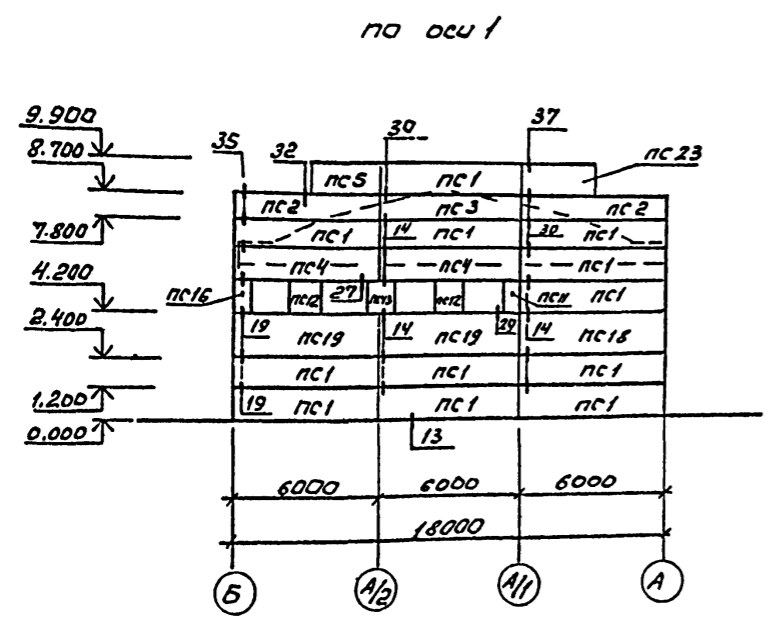 по оси 1
9.900
8.700
7.800
4.200
2.400
1.200
0.000
35
32
30
37
пс5
пс1
пс23
пс2
пс3
пс2
пс1
14
пс1
30
пс1
пс4
пс4
пс1
пс16
пс12
27
пс13
пс12
29
пс11
пс1
19
пс19
14
пс19
14
пс18
пс1
пс1
пс1
19
пс1
пс1
пс1
13
6000
6000
6000
18000
Б
А/2
А/1
А